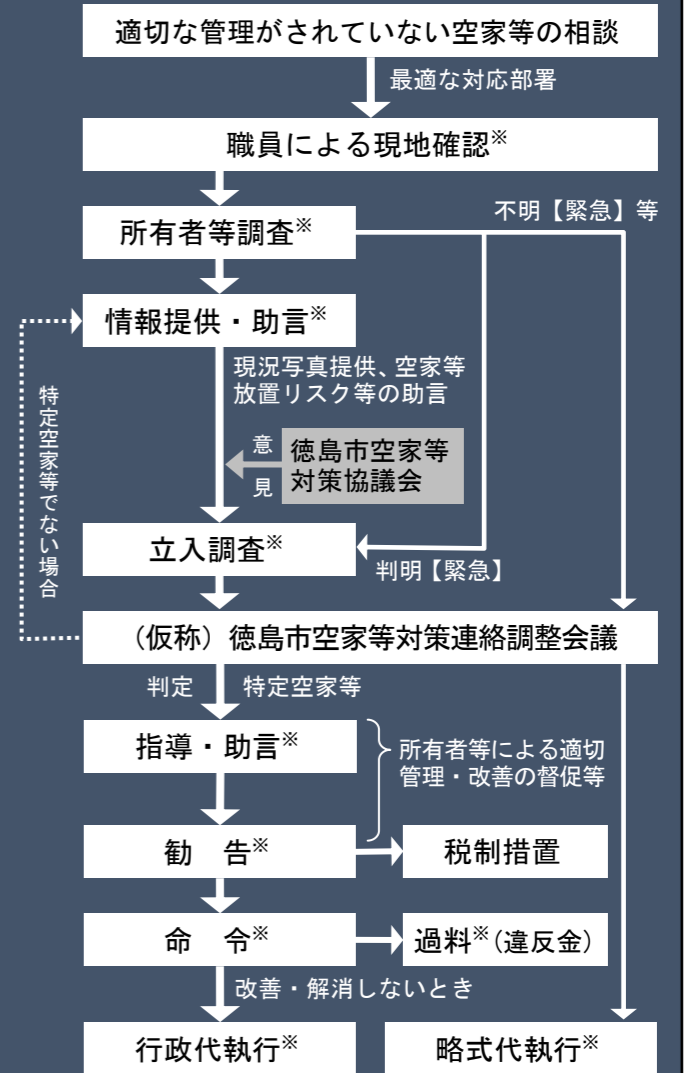 適切な管理がされていない空家等の相談
最適な対応部署
職員による現地確認※
不明【緊急】等
所有者等調査※
情報提供・助言※
現況写真提供、空家等
放置リスク等の助言
特定空家等でない場合
意見
徳島市空家等
対策協議会
立入調査※
判明【緊急】
（仮称）徳島市空家等対策連絡調整会議
判定 特定空家等
指導・助言※
所有者等による適切
管理・改善の督促等
勧　告※
税制措置
命　令※
過料※(違反金)
改善・解消しないとき
行政代執行※
略式代執行※